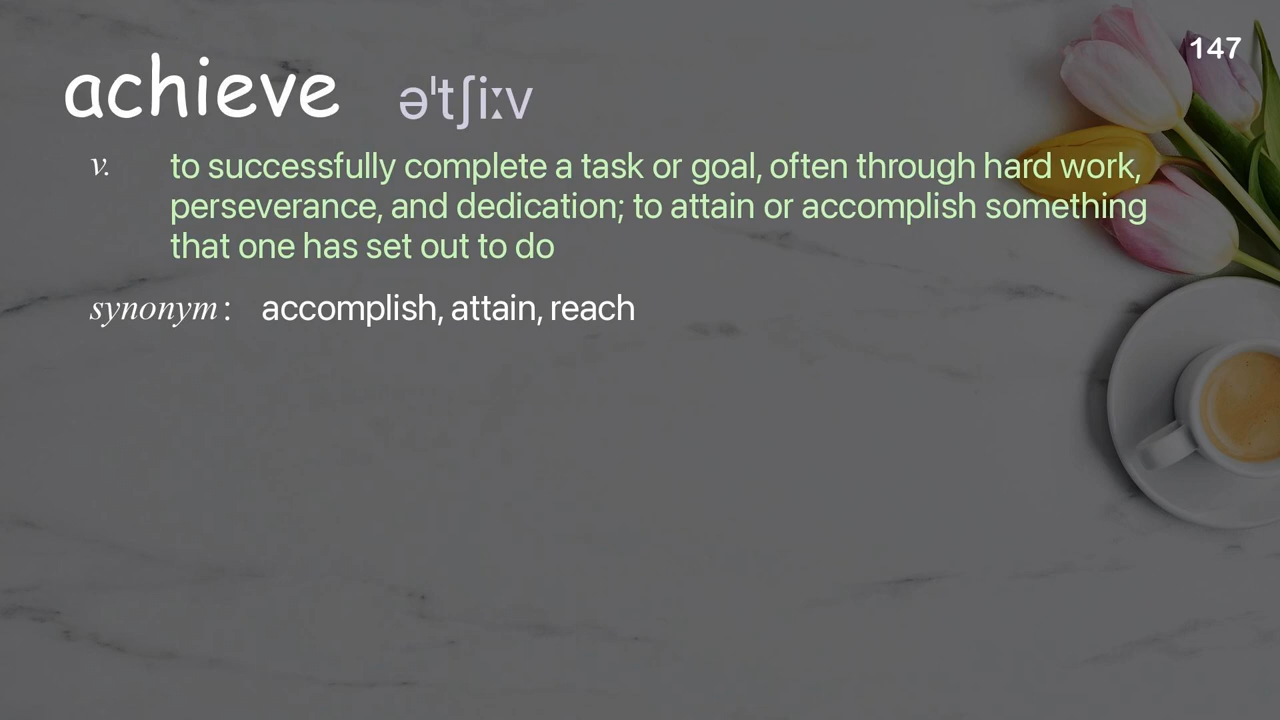 147
achieve əˈtʃiːv
v. to successfully complete a task or goal, often through hard work,
perseverance, and dedication; to attain or accomplish something
that one has set out to do
synonym: accomplish, attain, reach